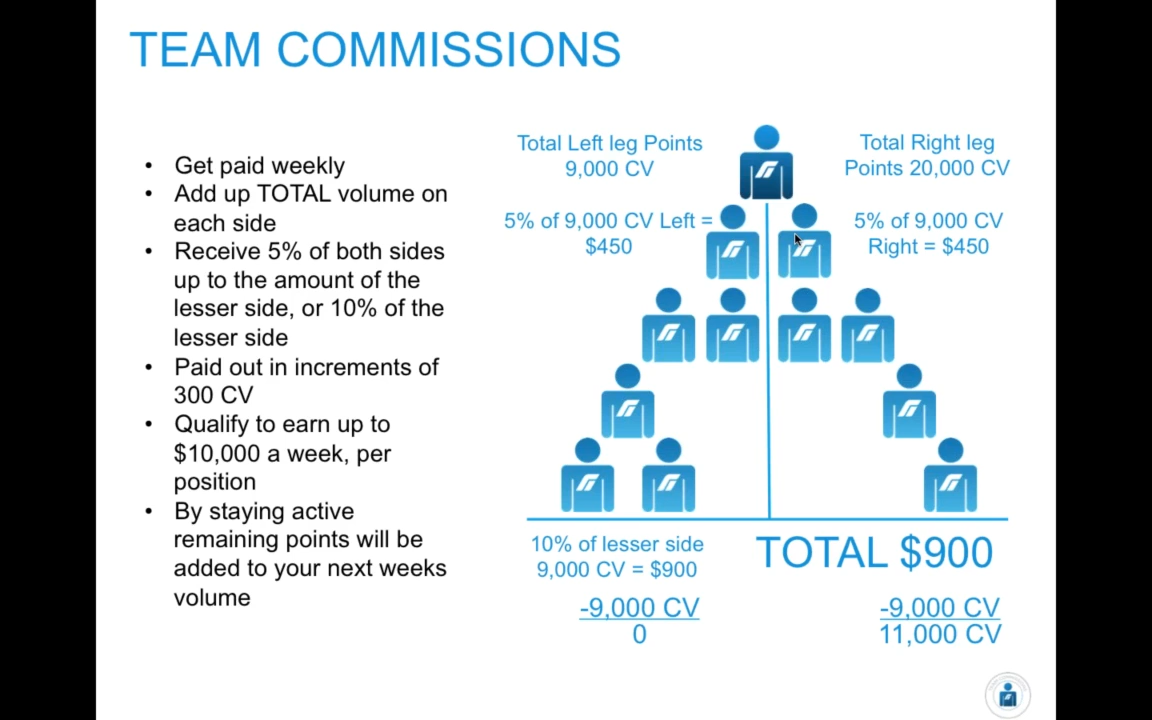 TEAM COMMISSIONS
• Get paid weekly
• Add up TOTAL volume on
each side
• Receive 5% of both sides
up to the amount of the
lesser side, or 10% of the
lesser side
• Paid out in increments of
300 CV
• Qualify to earn up to
$10,000 a week, per
position
• By staying active
remaining points will be
added to your next weeks
volume
Total Left leg Points
9,000 CV
Total Right leg
Points 20,000 CV
5% of 9,000 CV Left =
$450
5% of 9,000 CV
Right = $450
10% of lesser side
9,000 CV = $900
TOTAL $900
-9,000 CV
0
-9,000 CV
11,000 CV